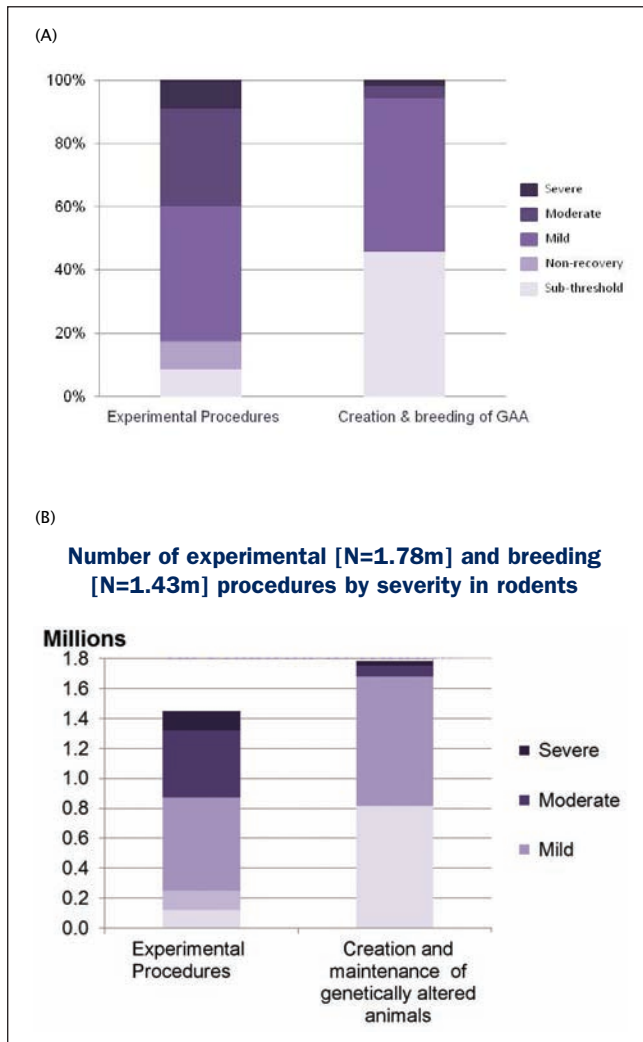 (A)
100%
80%
60%
40%
20%
0%
Experimental Procedures
Creation & breeding of GAA
Severe
Moderate
Mild
Non-recovery
Sub-threshold
(B)
Number of experimental [N=1.78m] and breeding
[N=1.43m] procedures by severity in rodents
Millions
1.8
1.6
1.4
1.2
1.0
0.8
0.6
0.4
0.2
0.0
Experimental
Procedures
Creation and
maintenance of
genetically altered
animals
Severe
Moderate
Mild